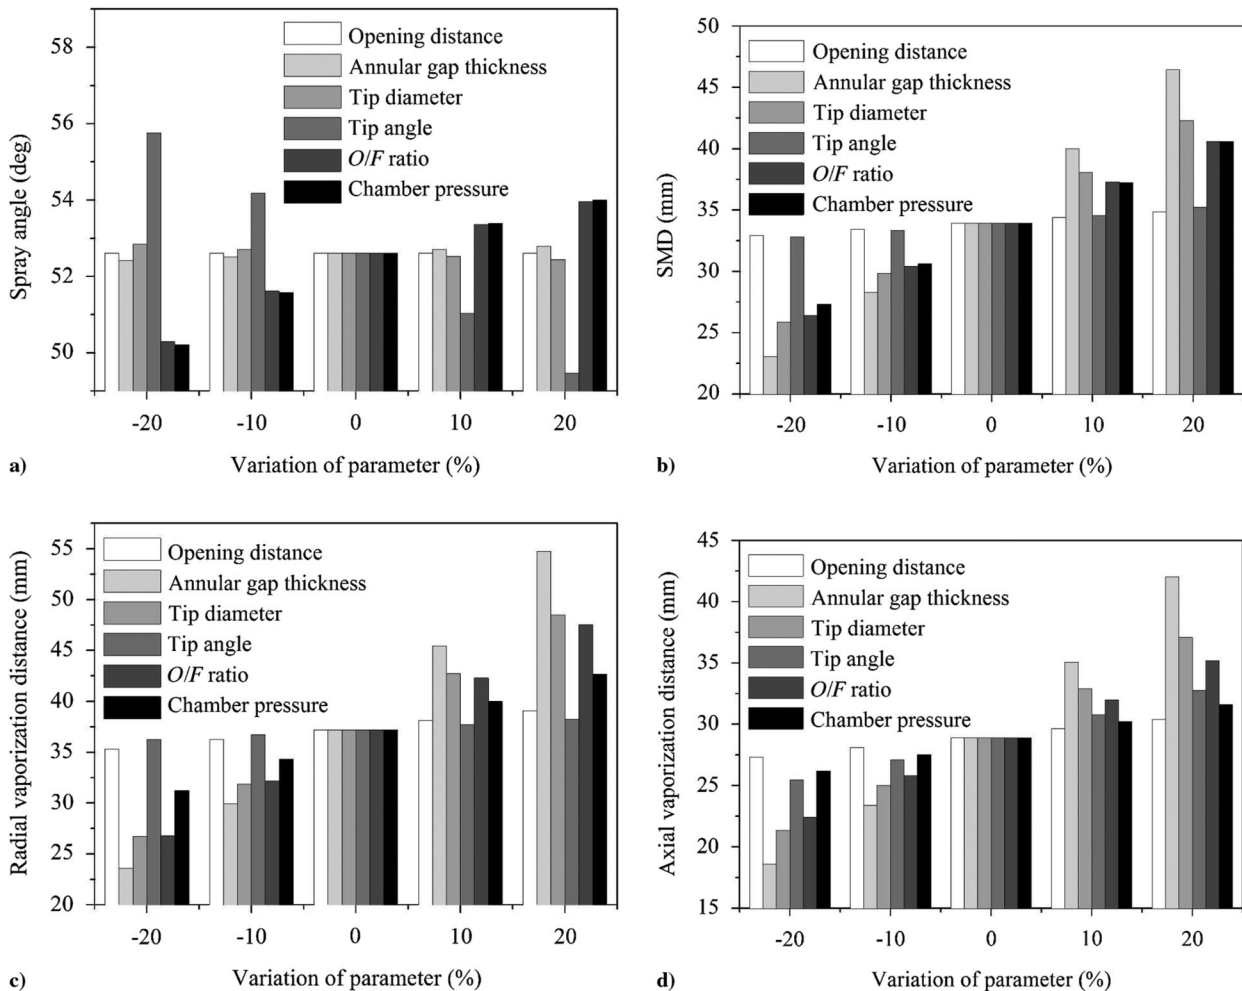 58
56
54
52
50
Spray angle (deg)
Opening distance
Annular gap thickness
Tip diameter
Tip angle
O/F ratio
Chamber pressure
-20
-10
0
10
20
Variation of parameter (%)
a)
50
45
40
35
30
25
20
SMD (mm)
Opening distance
Annular gap thickness
Tip diameter
Tip angle
O/F ratio
Chamber pressure
-20
-10
0
10
20
Variation of parameter (%)
b)
55
50
45
40
35
30
25
20
Radial vaporization distance (mm)
Opening distance
Annular gap thickness
Tip diameter
Tip angle
O/F ratio
Chamber pressure
-20
-10
0
10
20
Variation of parameter (%)
c)
45
40
35
30
25
20
15
Axial vaporization distance (mm)
Opening distance
Annular gap thickness
Tip diameter
Tip angle
O/F ratio
Chamber pressure
-20
-10
0
10
20
Variation of parameter (%)
d)